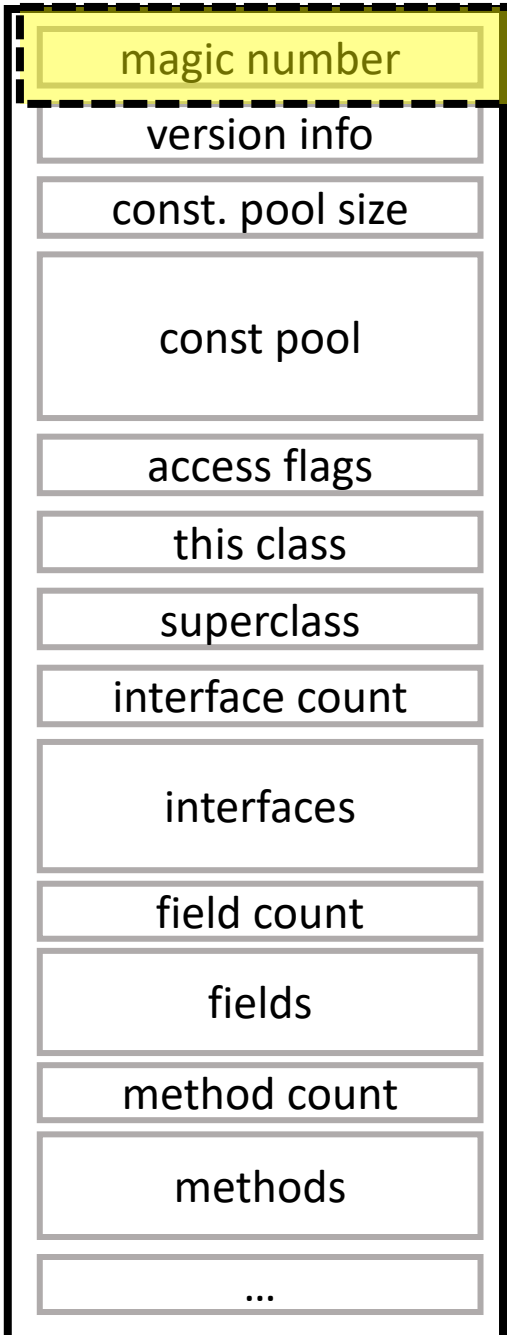 magic number
version info
const. pool size
const pool
access flags
this class
superclass
interface count
interfaces
field count
fields
method count
methods
...